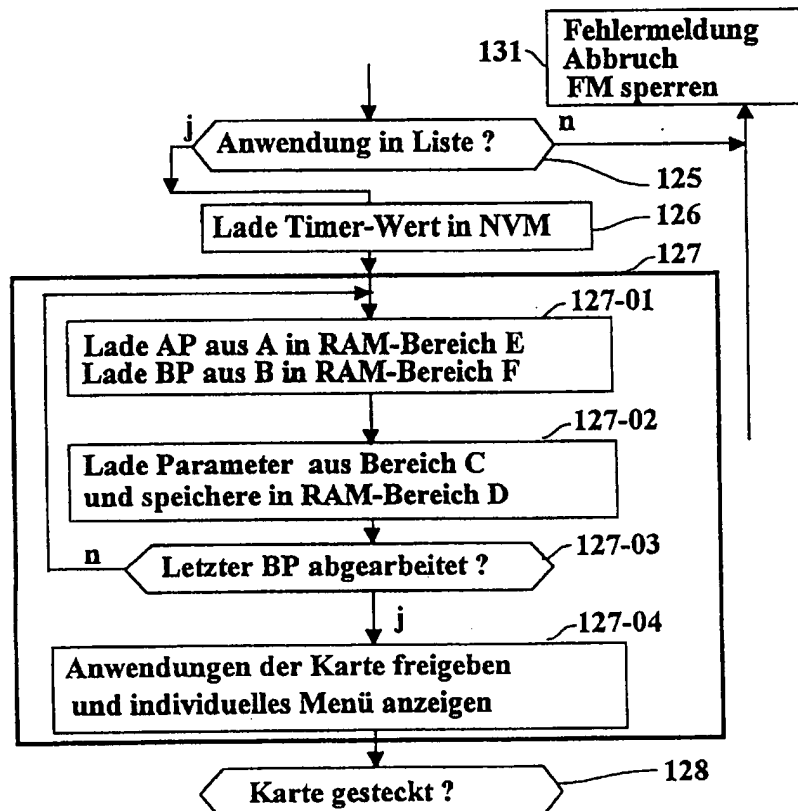 131
Fehlermeldung
Abbruch
FM sperren
j
Anwendung in Liste ?
n
125
Lade Timer-Wert in NVM
126
127
127-01
Lade AP aus A in RAM-Bereich E
Lade BP aus B in RAM-Bereich F
127-02
Lade Parameter aus Bereich C
und speichere in RAM-Bereich D
n
Letzter BP abgearbeitet ?
127-03
j
127-04
Anwendungen der Karte freigeben
und individuelles Menü anzeigen
Karte gesteckt ?
128